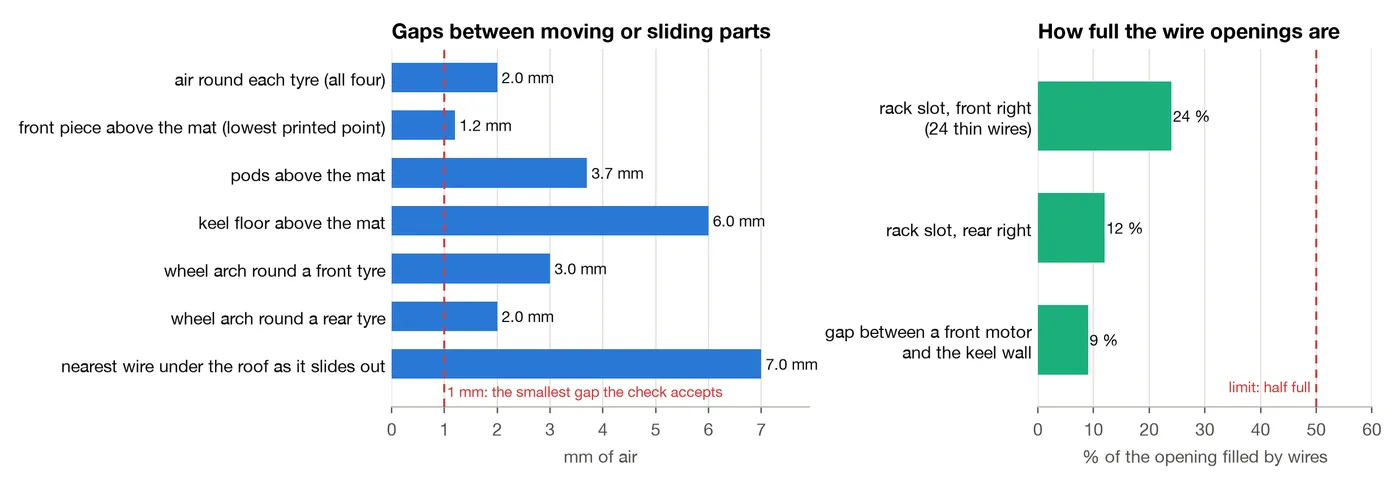 Gaps between moving or sliding parts
air round each tyre (all four)
2.0 mm
front piece above the mat (lowest printed point)
1.2 mm
pods above the mat
3.7 mm
keel floor above the mat
6.0 mm
wheel arch round a front tyre
3.0 mm
wheel arch round a rear tyre
2.0 mm
nearest wire under the roof as it slides out
7.0 mm
1 mm: the smallest gap the check accepts
0 1 2 3 4 5 6 7
mm of air
How full the wire openings are
rack slot, front right
(24 thin wires)
24 %
rack slot, rear right
12 %
gap between a front motor
and the keel wall
9 %
limit: half full
0 10 20 30 40 50 60
% of the opening filled by wires